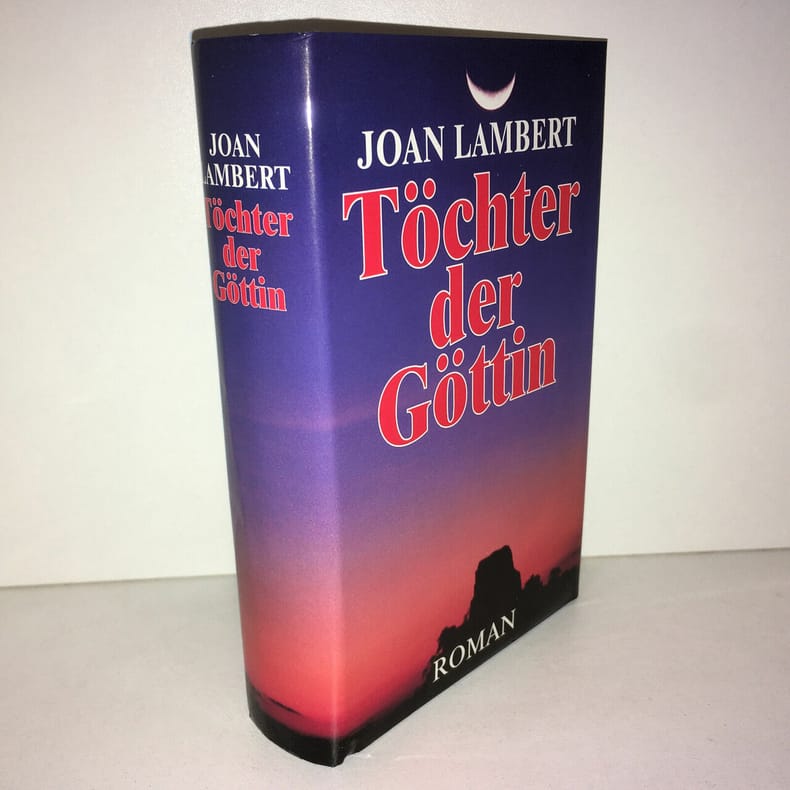 JOAN
LAMBERT
Töchter
der
Göttin
JOAN LAMBERT
Töchter
der
Göttin
ROMAN